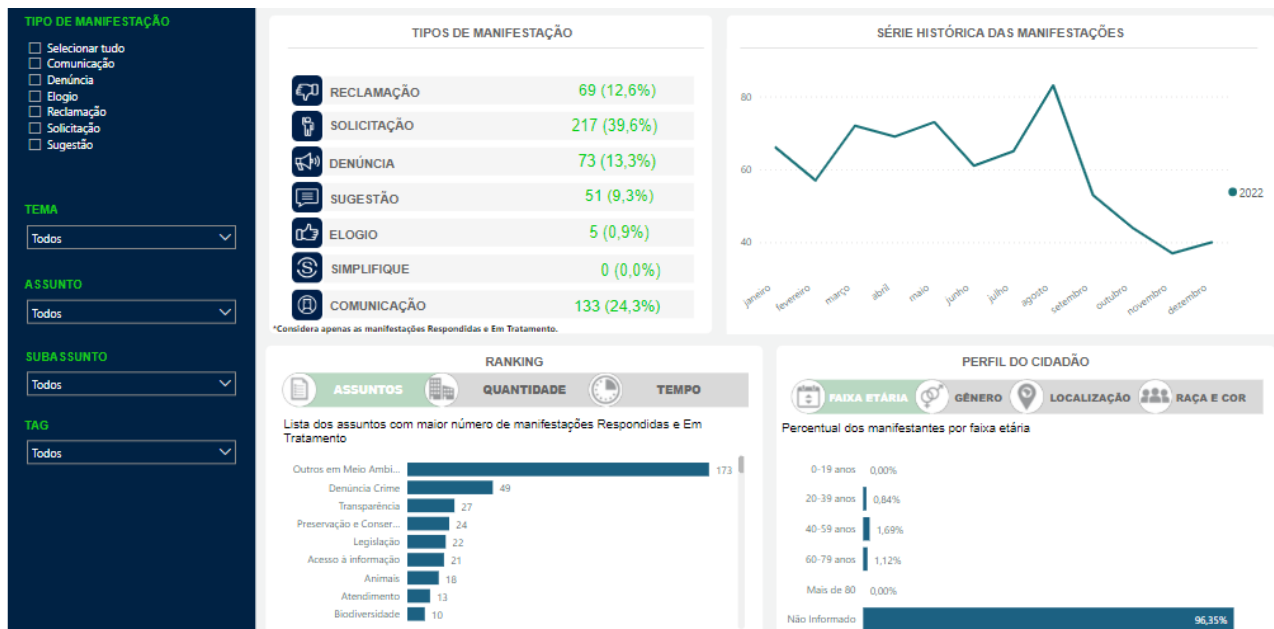 TIPO DE MANIFESTAÇÃO
Selecionar tudo
Comunicação
Denúncia
Elogio
Reclamação
Solicitação
Sugestão
TEMA
Todos
ASSUNTO
Todos
SUBASSUNTO
Todos
TAG
Todos
TIPOS DE MANIFESTAÇÃO
RECLAMAÇÃO 69 (12,6%)
SOLICITAÇÃO 217 (39,6%)
DENÚNCIA 73 (13,3%)
SUGESTÃO 51 (9,3%)
ELOGIO 5 (0,9%)
SIMPLIFIQUE 0 (0,0%)
COMUNICAÇÃO 133 (24,3%)
*Considera apenas as manifestações Respondidas e Em Tratamento.
SÉRIE HISTÓRICA DAS MANIFESTAÇÕES
80
60
40
2022
janeiro fevereiro março abril maio junho julho agosto setembro outubro novembro dezembro
RANKING
ASSUNTOS QUANTIDADE TEMPO
Lista dos assuntos com maior número de manifestações Respondidas e Em
Tratamento
Outros em Meio Ambi... 173
Denúncia Crime 49
Transparência 27
Preservação e Conser... 24
Legislação 22
Acesso à informação 21
Animais 18
Atendimento 13
Biodiversidade 10
PERFIL DO CIDADÃO
FAIXA ETÁRIA GÊNERO LOCALIZAÇÃO RAÇA E COR
Percentual dos manifestantes por faixa etária
0-19 anos 0,00%
20-39 anos 0,84%
40-59 anos 1,69%
60-79 anos 1,12%
Mais de 80 0,00%
Não Informado 96,35%